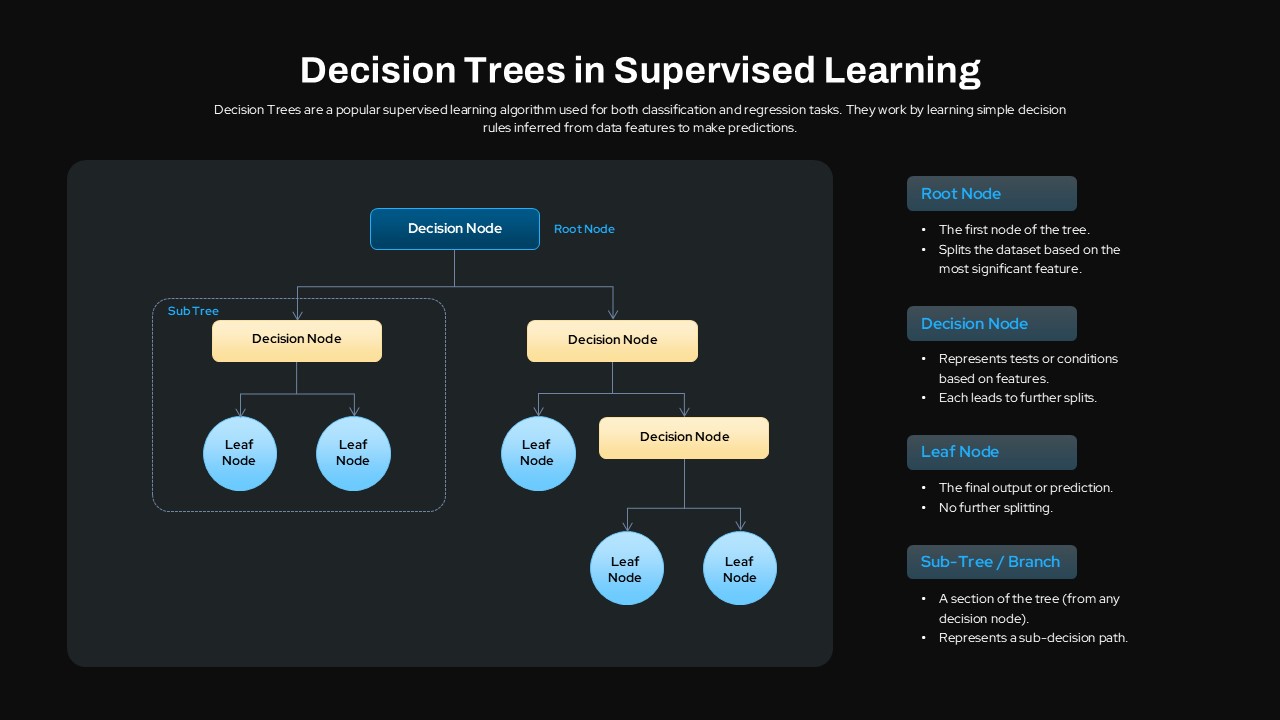 Decision Trees in Supervised Learning
Decision Trees are a popular supervised learning algorithm used for both classification and regression tasks. They work by learning simple decision
rules inferred from data features to make predictions.
Decision Node
Root Node
Sub Tree
Decision Node
Decision Node
Leaf
Node
Leaf
Node
Leaf
Node
Decision Node
Leaf
Node
Leaf
Node
Root Node
• The first node of the tree.
• Splits the dataset based on the
most significant feature.
Decision Node
• Represents tests or conditions
based on features.
• Each leads to further splits.
Leaf Node
• The final output or prediction.
• No further splitting.
Sub-Tree / Branch
• A section of the tree (from any
decision node).
• Represents a sub-decision path.